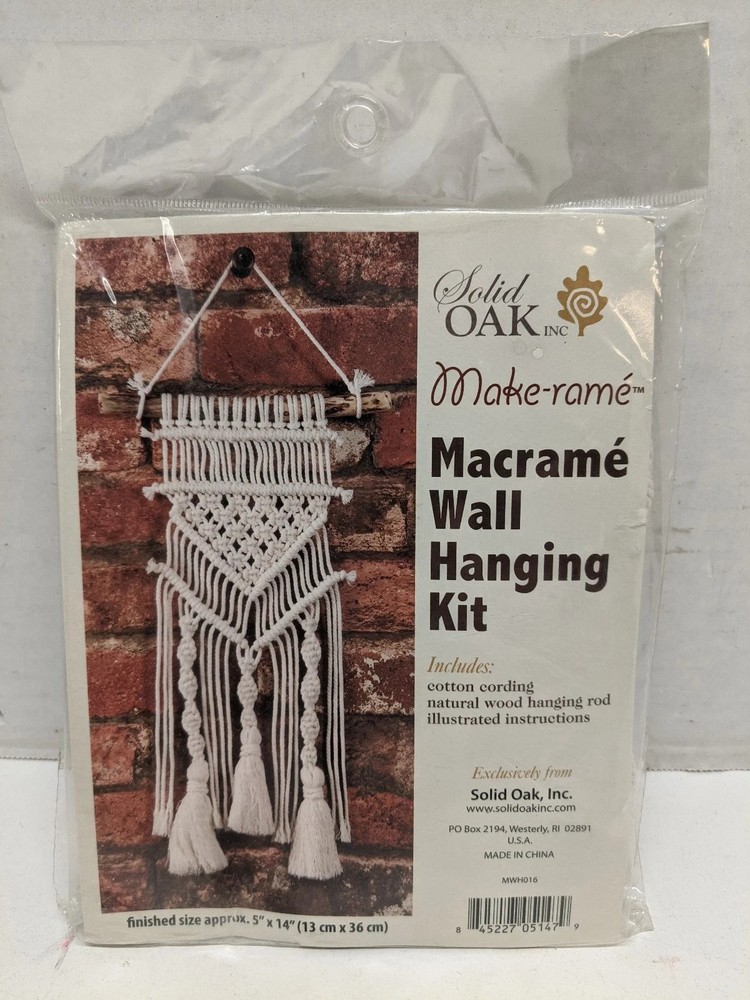 Solid
OAK INC
Make-ramé™
Macramé
Wall
Hanging
Kit
Includes:
cotton cording
natural wood hanging rod
illustrated instructions
Exclusively from
Solid Oak, Inc.
www.solidoakinc.com
PO Box 2194, Westerly, RI 02891
U.S.A.
MADE IN CHINA
MWH016
8 45227 05147 9
finished size approx. 5" x 14" (13 cm x 36 cm)